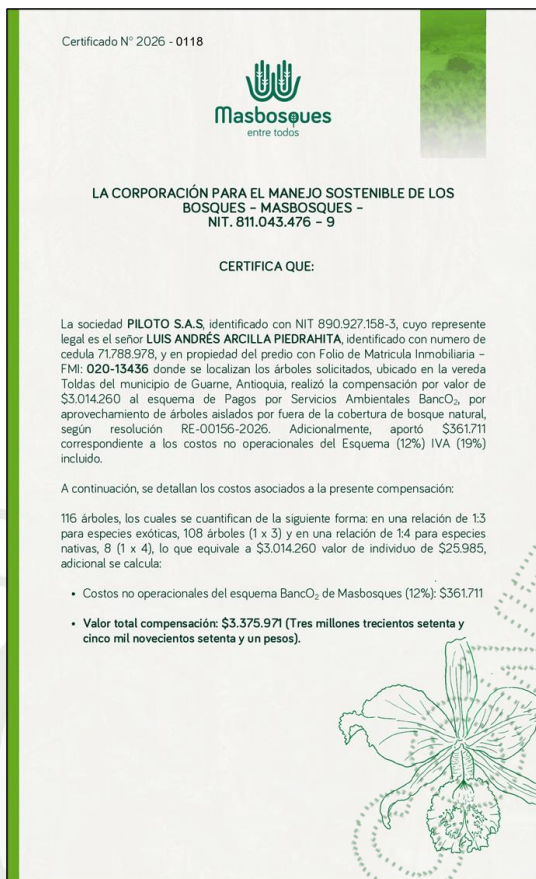 Certificado N° 2026 - 0118
Masbosques
entre todos
LA CORPORACIÓN PARA EL MANEJO SOSTENIBLE DE LOS
BOSQUES – MASBOSQUES –
NIT. 811.043.476 – 9
CERTIFICA QUE:
La sociedad PILOTO S.A.S, identificado con NIT 890.927.158-3, cuyo represente
legal es el señor LUIS ANDRÉS ARCILLA PIEDRAHITA, identificado con numero de
cedula 71.788.978, y en propiedad del predio con Folio de Matricula Inmobiliaria –
FMI: 020-13436 donde se localizan los árboles solicitados, ubicado en la vereda
Toldas del municipio de Guarne, Antioquia, realizó la compensación por valor de
$3.014.260 al esquema de Pagos por Servicios Ambientales BancO₂, por
aprovechamiento de árboles aislados por fuera de la cobertura de bosque natural,
según resolución RE-00156-2026. Adicionalmente, aportó $361.711
correspondiente a los costos no operacionales del Esquema (12%) IVA (19%)
incluido.
A continuación, se detallan los costos asociados a la presente compensación:
116 árboles, los cuales se cuantifican de la siguiente forma: en una relación de 1:3
para especies exóticas, 108 árboles (1 x 3) y en una relación de 1:4 para especies
nativas, 8 (1 x 4), lo que equivale a $3.014.260 valor de individuo de $25.985,
adicional se calcula:
• Costos no operacionales del esquema BancO₂ de Masbosques (12%): $361.711
• Valor total compensación: $3.375.971 (Tres millones trecientos setenta y
cinco mil novecientos setenta y un pesos).